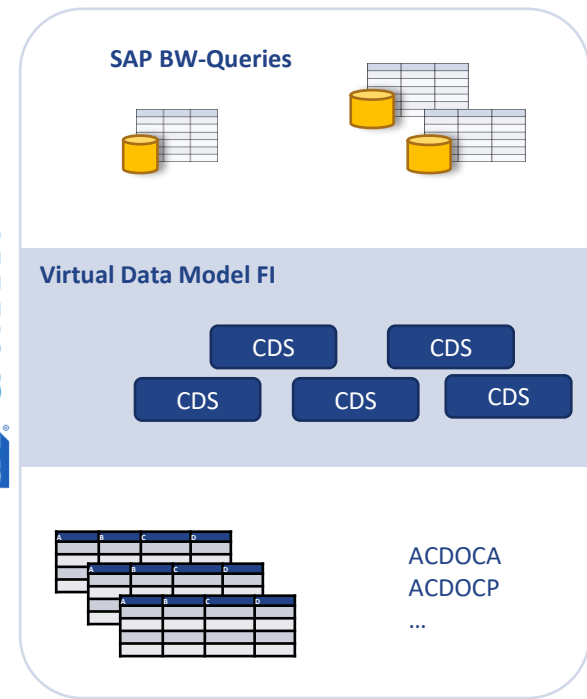 SAP BW-Queries
Virtual Data Model FI
CDS
CDS
CDS
CDS
CDS
A B C D
A B C D
A B C D
ACDOCA
ACDOCP
...